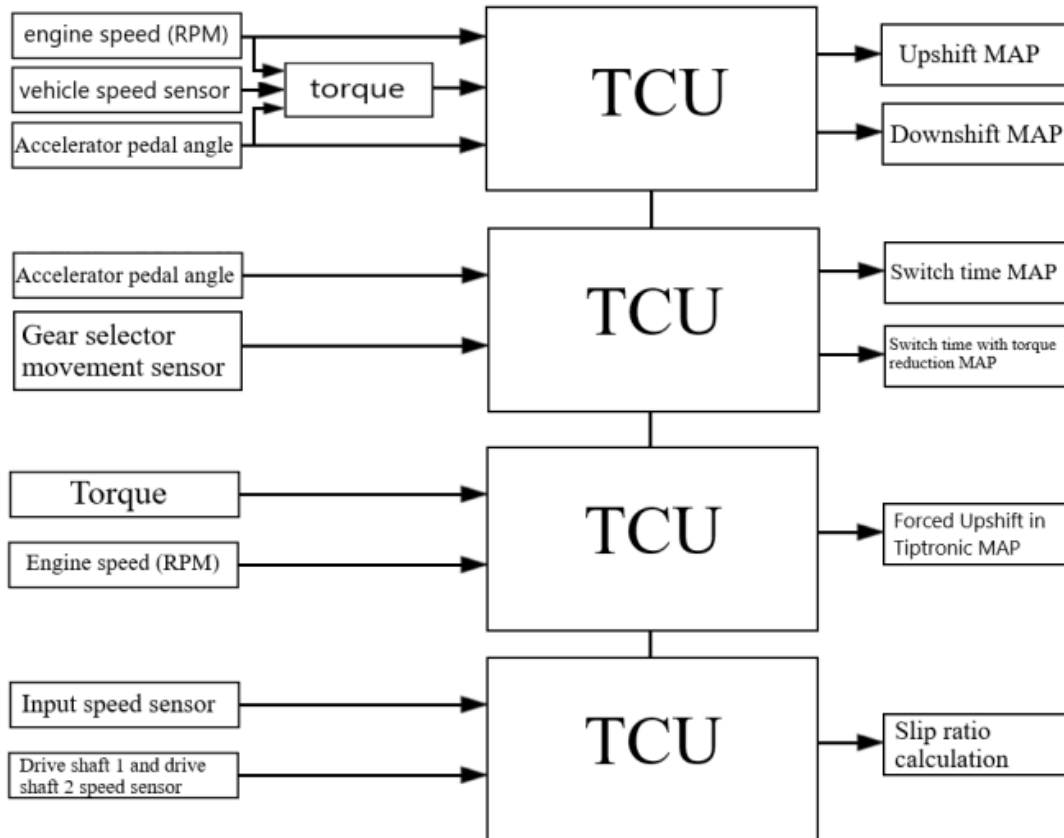 engine speed (RPM)
vehicle speed sensor
Accelerator pedal angle
torque
TCU
Upshift MAP
Downshift MAP
Accelerator pedal angle
Gear selector
movement sensor
TCU
Switch time MAP
Switch time with torque
reduction MAP
Torque
Engine speed (RPM)
TCU
Forced Upshift in
Tiptronic MAP
Input speed sensor
Drive shaft 1 and drive
shaft 2 speed sensor
TCU
Slip ratio
calculation